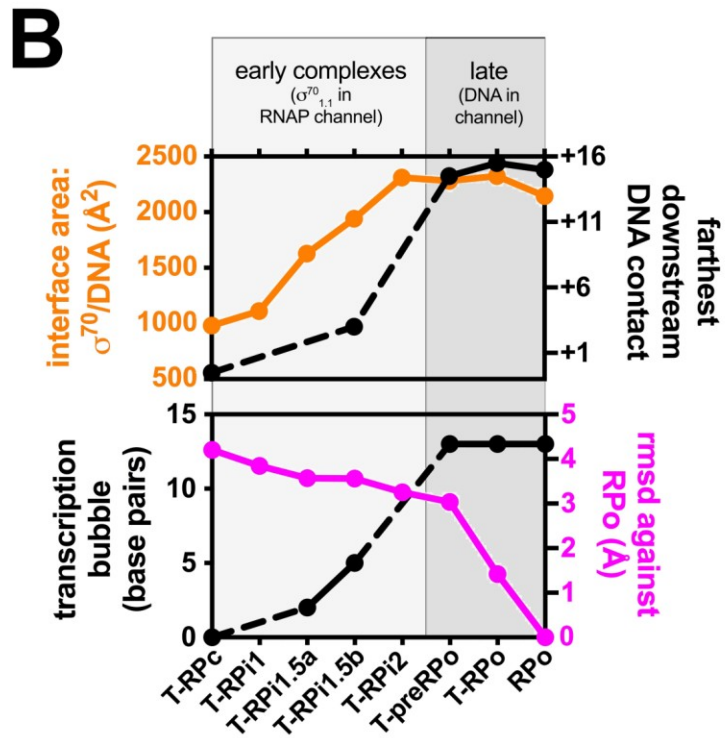 B
early complexes
(σ⁷⁰₁.₁ in
RNAP channel)
late
(DNA in
channel)
interface area:
σ⁷⁰/DNA (Å²)
2500
2000
1500
1000
500
+16
+11
+6
+1
farthest
downstream
DNA contact
transcription
bubble
(base pairs)
15
10
5
0
5
4
3
2
1
0
rmsd against
RPo (Å)
T-RPc
T-RPi1
T-RPi1.5a
T-RPi1.5b
T-RPi2
T-preRPo
T-RPo
RPo